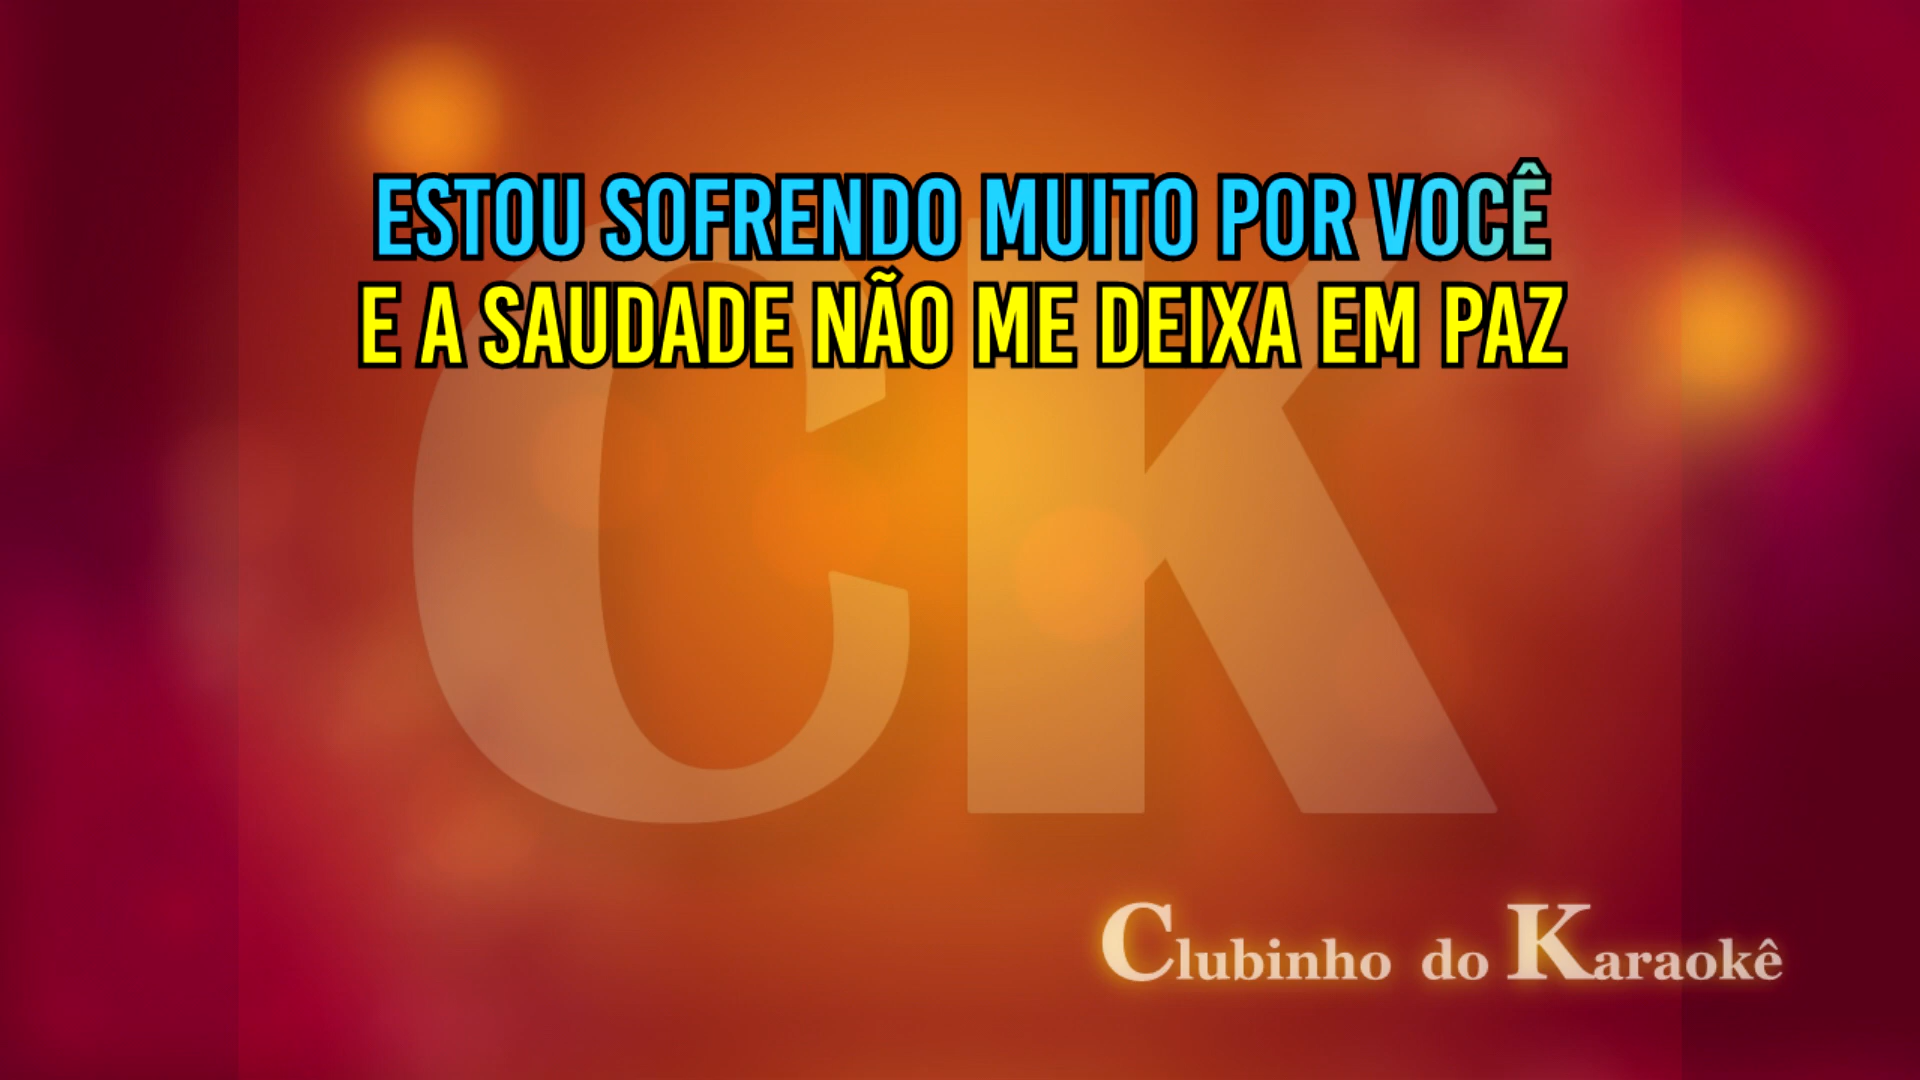 ESTOU SOFRENDO MUITO POR VOCÊ
E A SAUDADE NÃO ME DEIXA EM PAZ
CK
Clubinho do Karaokê